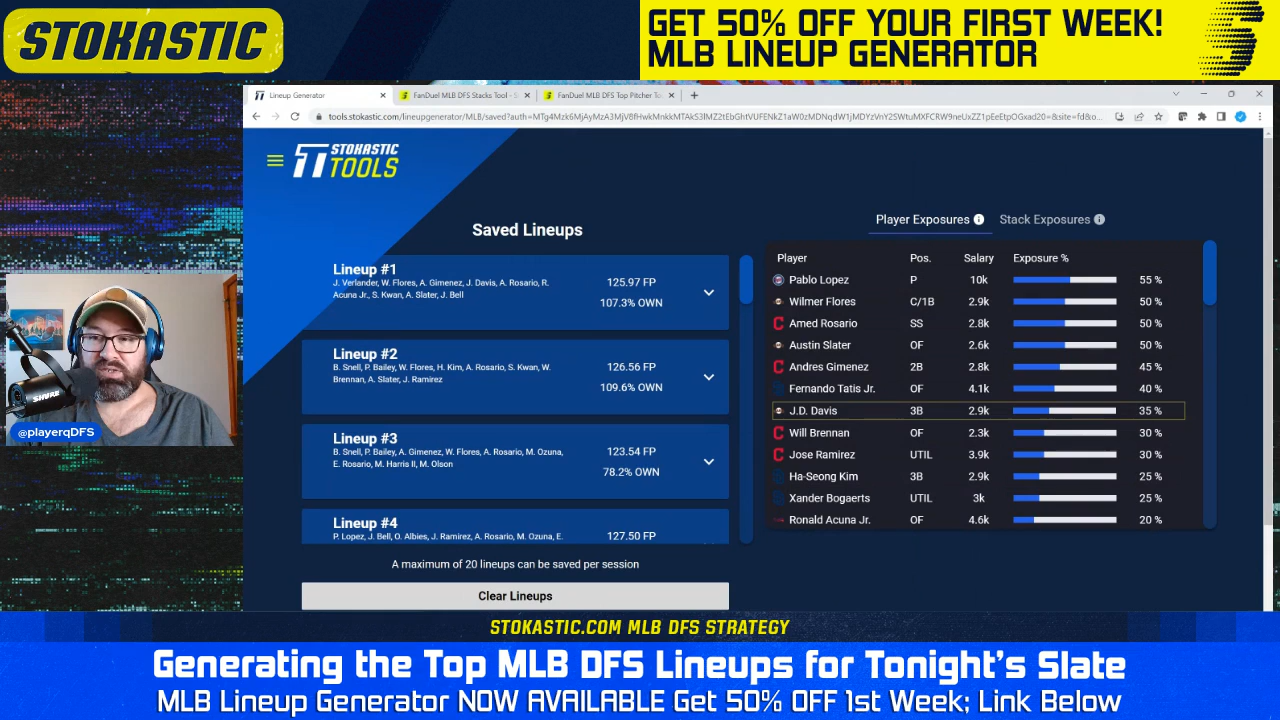 STOKASTIC
GET 50% OFF YOUR FIRST WEEK!
MLB LINEUP GENERATOR
Lineup Generator
FanDuel MLB DFS Stacks Tool - S
FanDuel MLB DFS Top Pitcher To
STOKASTIC
TOOLS
Saved Lineups
Lineup #1
J. Verlander, W. Flores, A. Gimenez, J. Davis, A. Rosario, R.
Acuna Jr., S. Kwan, A. Slater, J. Bell
125.97 FP
107.3% OWN
Lineup #2
B. Snell, P. Bailey, W. Flores, H. Kim, A. Rosario, S. Kwan, W.
Brennan, A. Slater, J. Ramirez
126.56 FP
109.6% OWN
Lineup #3
B. Snell, P. Bailey, A. Gimenez, W. Flores, A. Rosario, M. Ozuna,
E. Rosario, M. Harris II, M. Olson
123.54 FP
78.2% OWN
Lineup #4
P. Lopez, J. Bell, O. Albies, J. Ramirez, A. Rosario, M. Ozuna, E.
127.50 FP
A maximum of 20 lineups can be saved per session
Clear Lineups
Player Exposures
Stack Exposures
Player Pos. Salary Exposure %
Pablo Lopez P 10k 55 %
Wilmer Flores C/1B 2.9k 50 %
Amed Rosario SS 2.8k 50 %
Austin Slater OF 2.6k 50 %
Andres Gimenez 2B 2.8k 45 %
Fernando Tatis Jr. OF 4.1k 40 %
J.D. Davis 3B 2.9k 35 %
Will Brennan OF 2.3k 30 %
Jose Ramirez UTIL 3.9k 30 %
Ha-Seong Kim 3B 2.9k 25 %
Xander Bogaerts UTIL 3k 25 %
Ronald Acuna Jr. OF 4.6k 20 %
SHURE
@playerqDFS
STOKASTIC.COM MLB DFS STRATEGY
Generating the Top MLB DFS Lineups for Tonight's Slate
MLB Lineup Generator NOW AVAILABLE Get 50% OFF 1st Week; Link Below